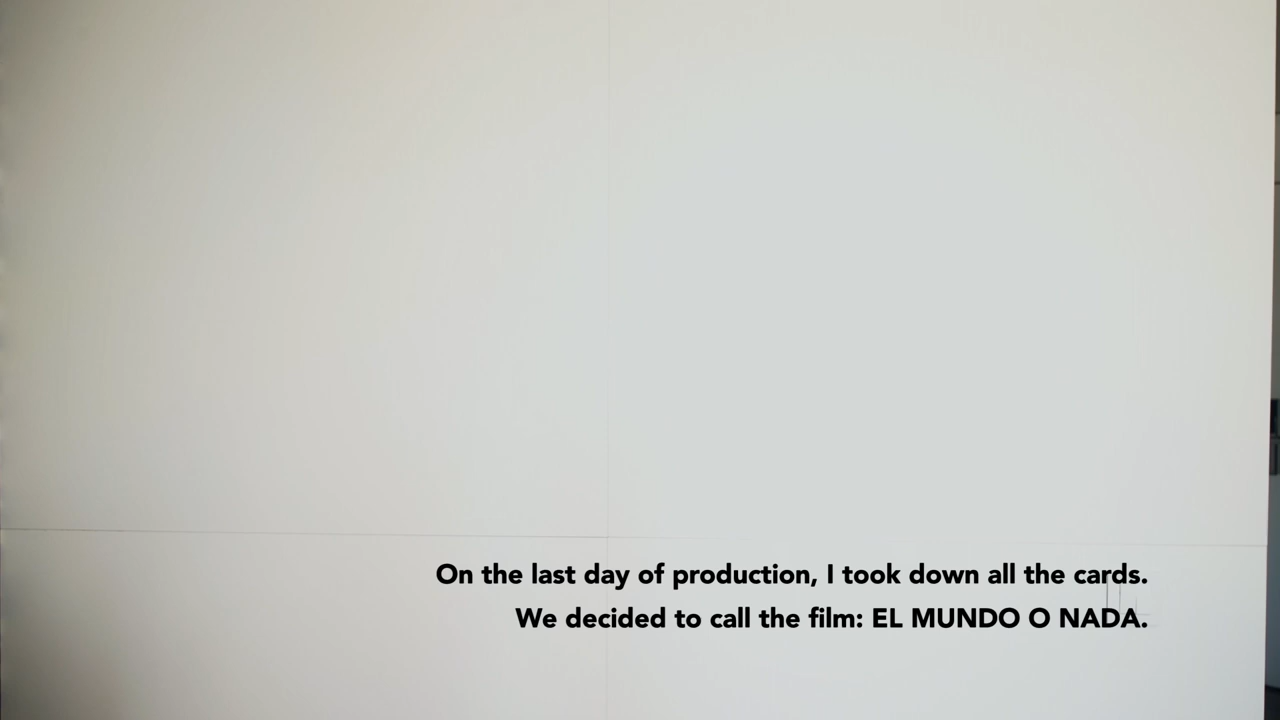 On the last day of production, I took down all the cards.
We decided to call the film: EL MUNDO O NADA.